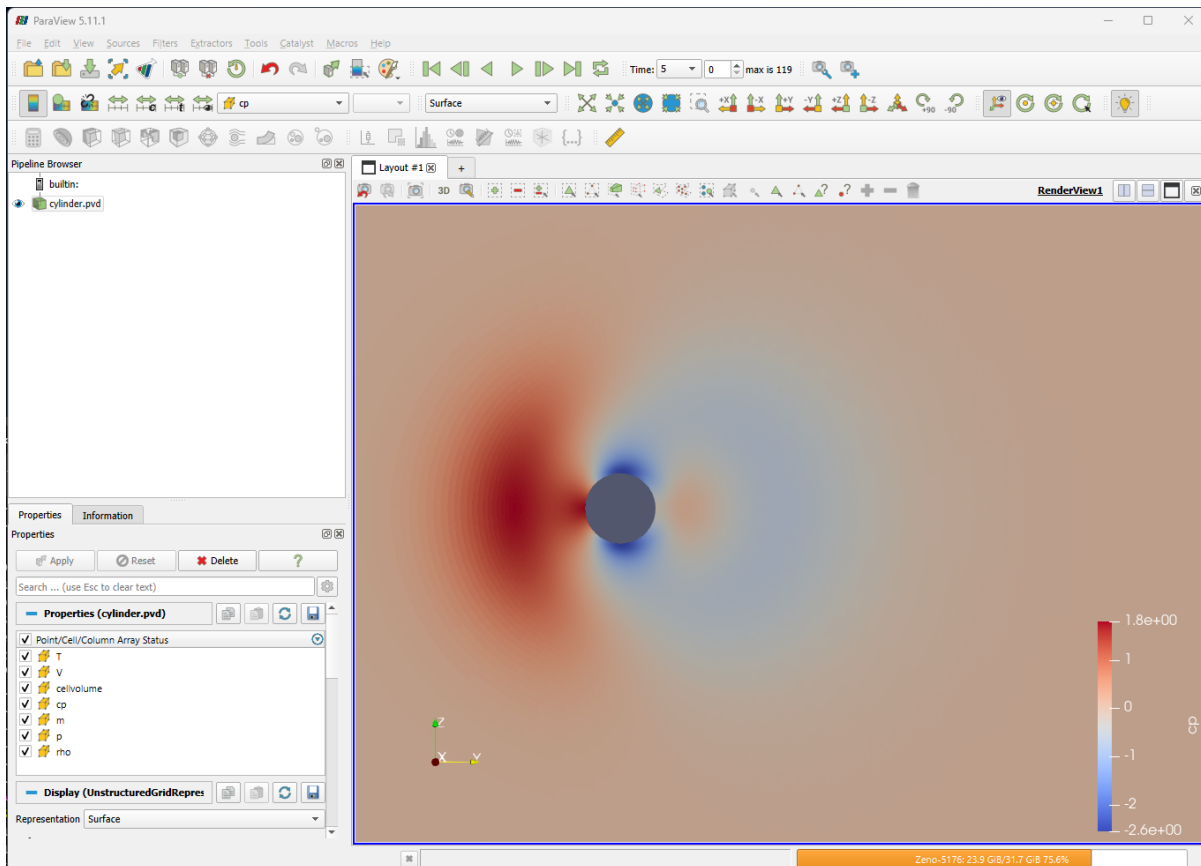 ParaView 5.11.1
File Edit View Sources Filters Extractors Tools Catalyst Macros Help
Time: 5 0 max is 119
cp Surface +X -X +Y -Y +Z -Z +90 -90
Pipeline Browser
builtin:
cylinder.pvd
Layout #1 +
3D RenderView1
Properties Information
Properties
Apply Reset Delete ?
Search ... (use Esc to clear text)
Properties (cylinder.pvd)
Point/Cell/Column Array Status
T
V
cellvolume
cp
m
p
rho
Display (UnstructuredGridRepres
Representation Surface
Z
X Y
1.8e+00
1
0
-1
-2
-2.6e+00
cp
Zeno-5176: 23.9 GiB/31.7 GiB 75.6%